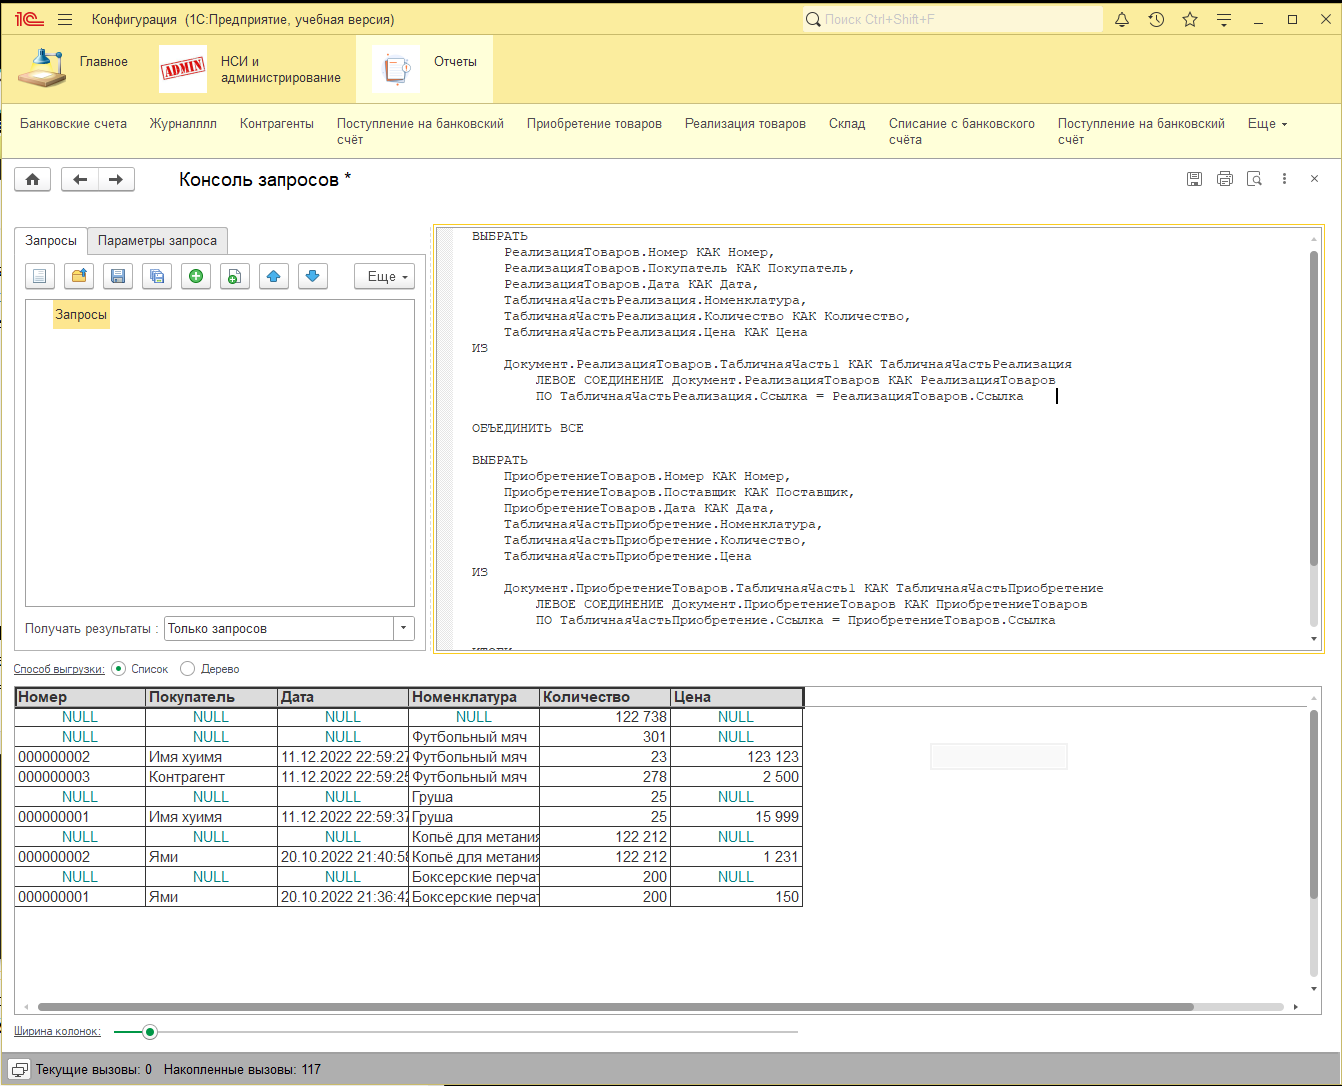 1С Конфигурация (1С:Предприятие, учебная версия) Поиск Ctrl+Shift+F
Главное
ADMIN
НСИ и
администрирование
Отчеты
Банковские счета
Журналллл
Контрагенты
Поступление на банковский
счёт
Приобретение товаров
Реализация товаров
Склад
Списание с банковского
счёта
Поступление на банковский
счёт
Еще
Консоль запросов *
Запросы Параметры запроса
Еще
Запросы
Получать результаты : Только запросов
ВЫБРАТЬ
РеализацияТоваров.Номер КАК Номер,
РеализацияТоваров.Покупатель КАК Покупатель,
РеализацияТоваров.Дата КАК Дата,
ТабличнаяЧастьРеализация.Номенклатура,
ТабличнаяЧастьРеализация.Количество КАК Количество,
ТабличнаяЧастьРеализация.Цена КАК Цена
ИЗ
Документ.РеализацияТоваров.ТабличнаяЧасть1 КАК ТабличнаяЧастьРеализация
ЛЕВОЕ СОЕДИНЕНИЕ Документ.РеализацияТоваров КАК РеализацияТоваров
ПО ТабличнаяЧастьРеализация.Ссылка = РеализацияТоваров.Ссылка
ОБЪЕДИНИТЬ ВСЕ
ВЫБРАТЬ
ПриобретениеТоваров.Номер КАК Номер,
ПриобретениеТоваров.Поставщик КАК Поставщик,
ПриобретениеТоваров.Дата КАК Дата,
ТабличнаяЧастьПриобретение.Номенклатура,
ТабличнаяЧастьПриобретение.Количество,
ТабличнаяЧастьПриобретение.Цена
ИЗ
Документ.ПриобретениеТоваров.ТабличнаяЧасть1 КАК ТабличнаяЧастьПриобретение
ЛЕВОЕ СОЕДИНЕНИЕ Документ.ПриобретениеТоваров КАК ПриобретениеТоваров
ПО ТабличнаяЧастьПриобретение.Ссылка = ПриобретениеТоваров.Ссылка
ИТОГИ
Способ выгрузки: Список Дерево
Номер Покупатель Дата Номенклатура Количество Цена
NULL NULL NULL NULL 122 738 NULL
NULL NULL NULL Футбольный мяч 301 NULL
000000002 Имя хуимя 11.12.2022 22:59:27 Футбольный мяч 23 123 123
000000003 Контрагент 11.12.2022 22:59:25 Футбольный мяч 278 2 500
NULL NULL NULL Груша 25 NULL
000000001 Имя хуимя 11.12.2022 22:59:37 Груша 25 15 999
NULL NULL NULL Копьё для метания 122 212 NULL
000000002 Ями 20.10.2022 21:40:58 Копьё для метания 122 212 1 231
NULL NULL NULL Боксерские перчат 200 NULL
000000001 Ями 20.10.2022 21:36:42 Боксерские перчат 200 150
Ширина колонок:
Текущие вызовы: 0 Накопленные вызовы: 117